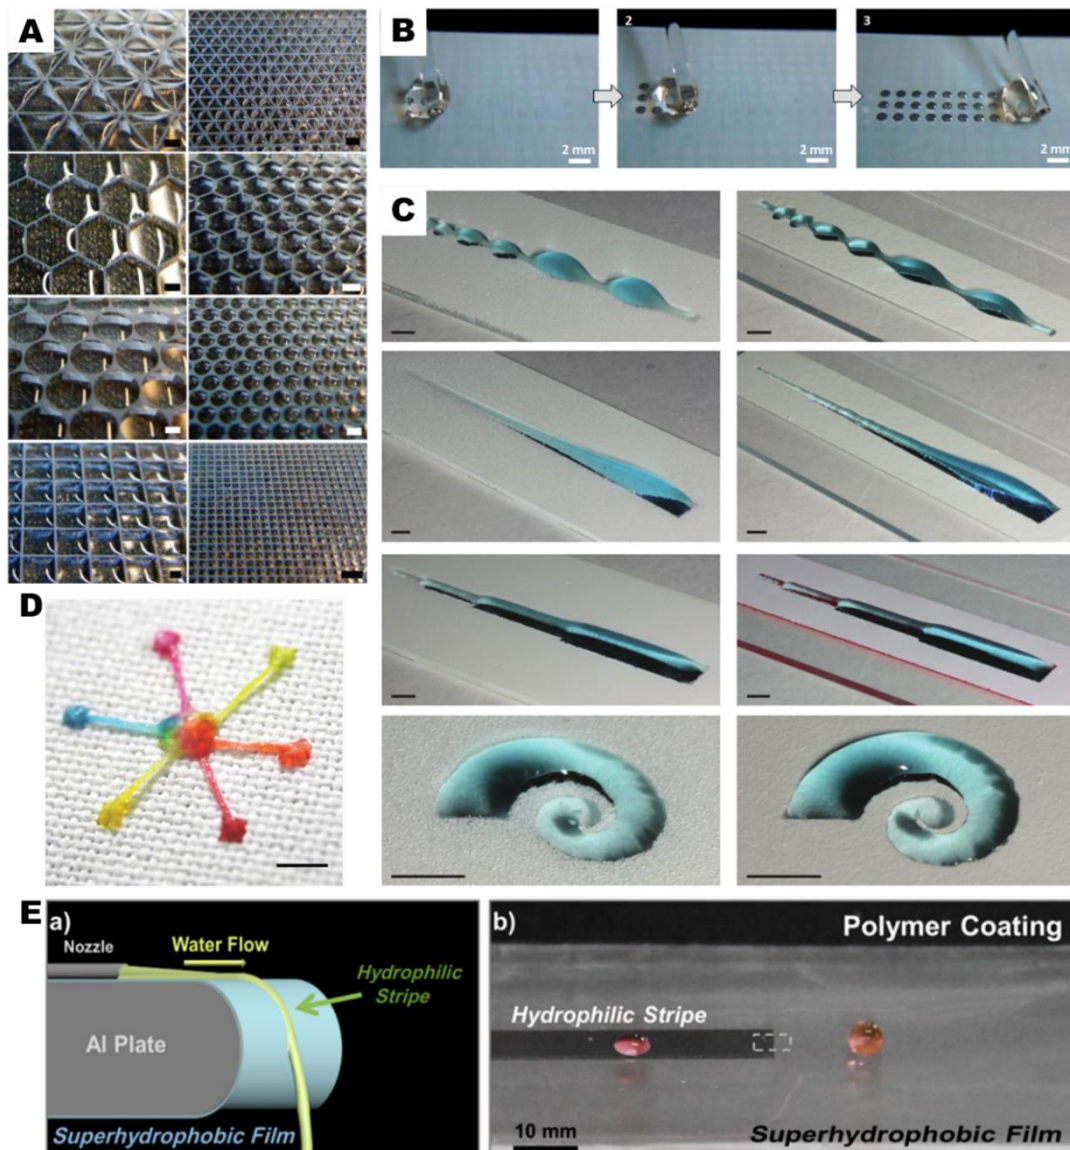 A
B
2
3
2 mm
2 mm
2 mm
C
D
E
a)
Nozzle
Water Flow
Hydrophilic
Stripe
Al Plate
Superhydrophobic Film
b)
Polymer Coating
Hydrophilic Stripe
10 mm
Superhydrophobic Film